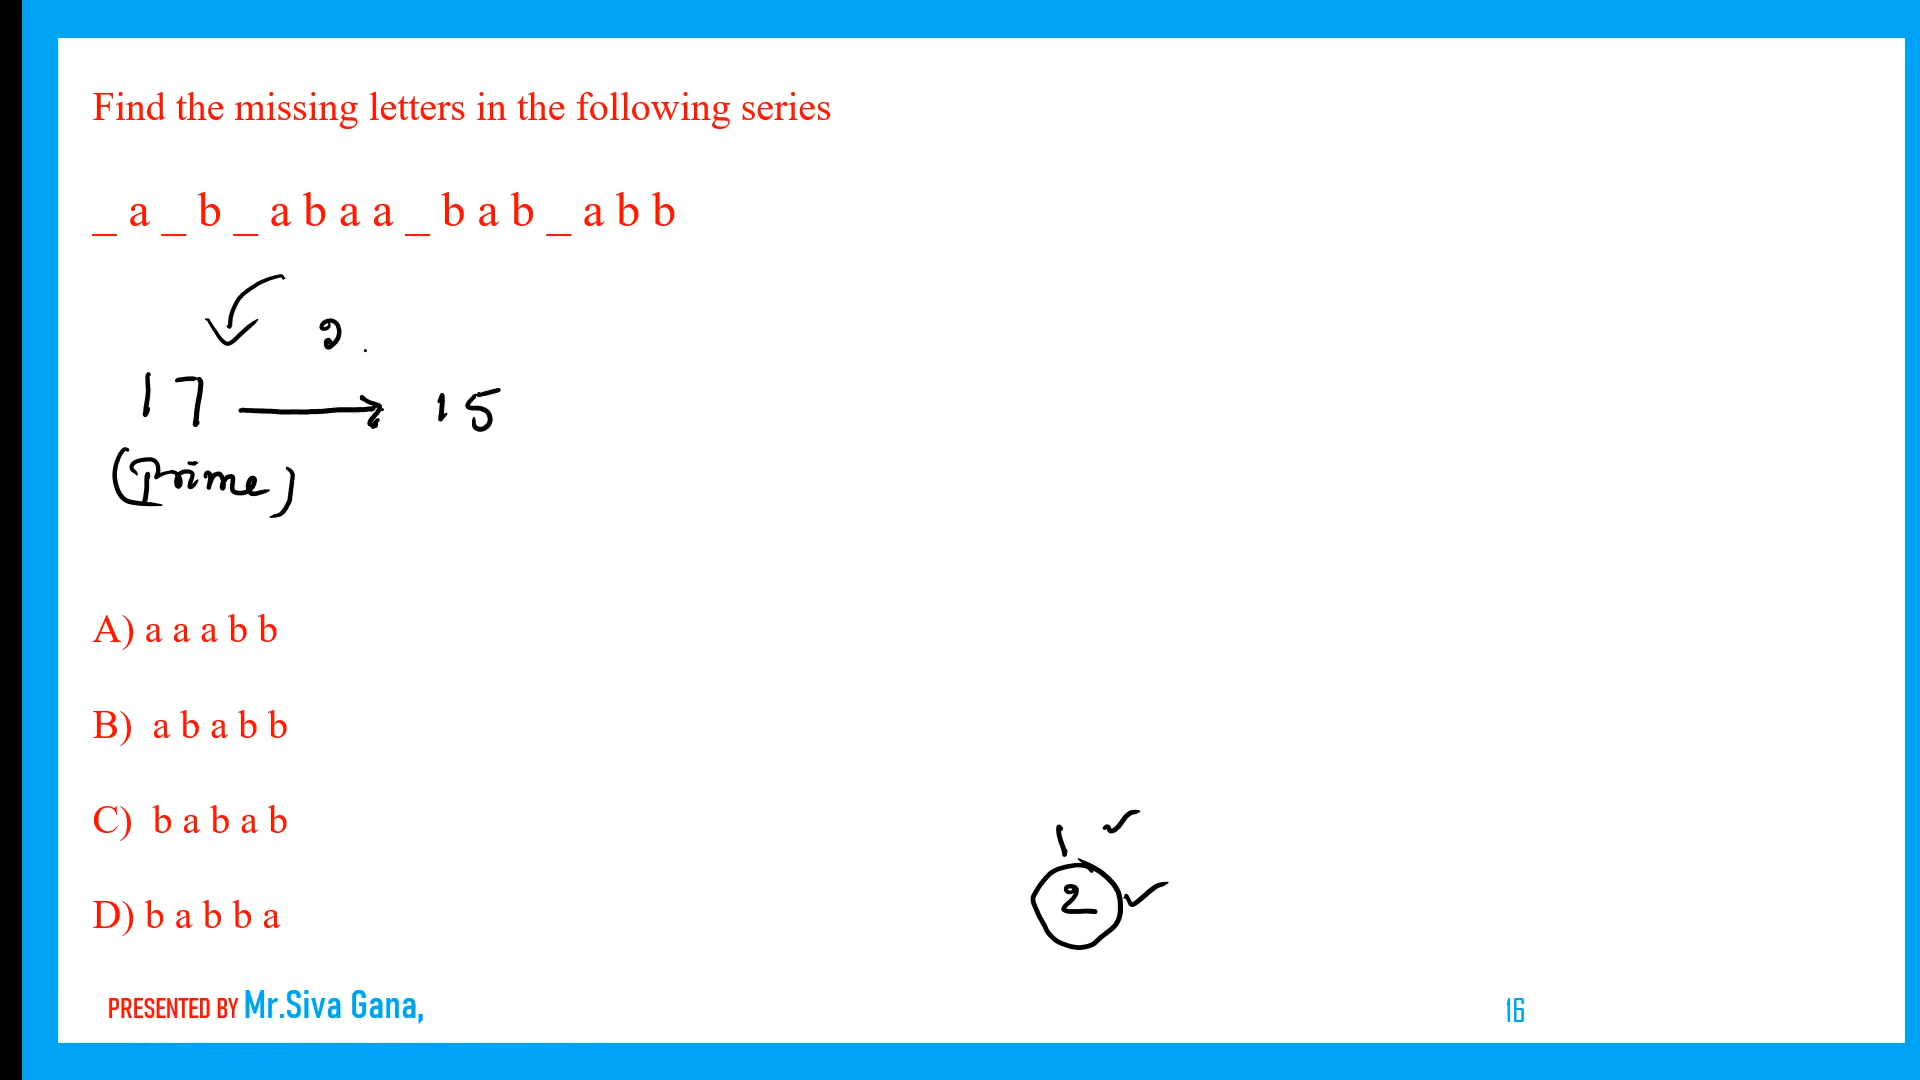 Find the missing letters in the following series
_ a _ b _ a b a a _ b a b _ a b b
2
17 → 15
(Prime)
A) a a a b b
B) a b a b b
C) b a b a b
D) b a b b a
1 ✓
2 ✓
PRESENTED BY Mr.Siva Gana,
16